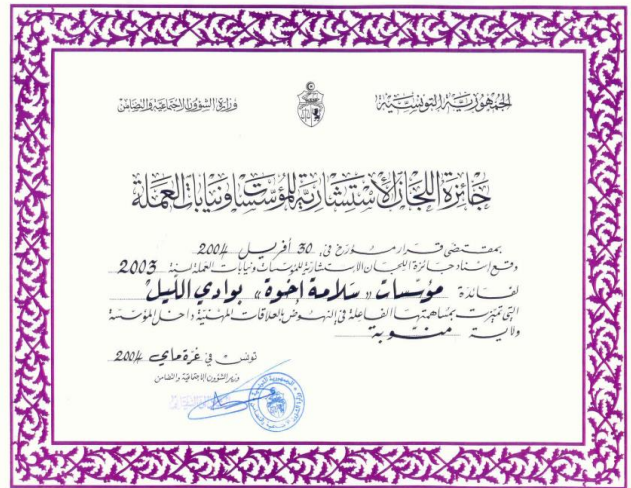 الجمهورية التونسية
وزارة الشؤون الاجتماعية والتضامن
جائزة اللجان الاستشارية للمؤسسات ونيابات العملة
بمقتضى قرار مؤرخ في 30 أفريل 2004
وقع إسناد جائزة اللجان الاستشارية للمؤسسات ونيابات العملة لسنة 2003
لفائدة مؤسسات «سلامة إخوة» بوادي الليل
التي تميزت بمساهمتها الفاعلة في النهوض بالعلاقات المهنية داخل المؤسسة
ولاية منوبة
تونس في غرة ماي 2004
وزير الشؤون الاجتماعية والتضامن